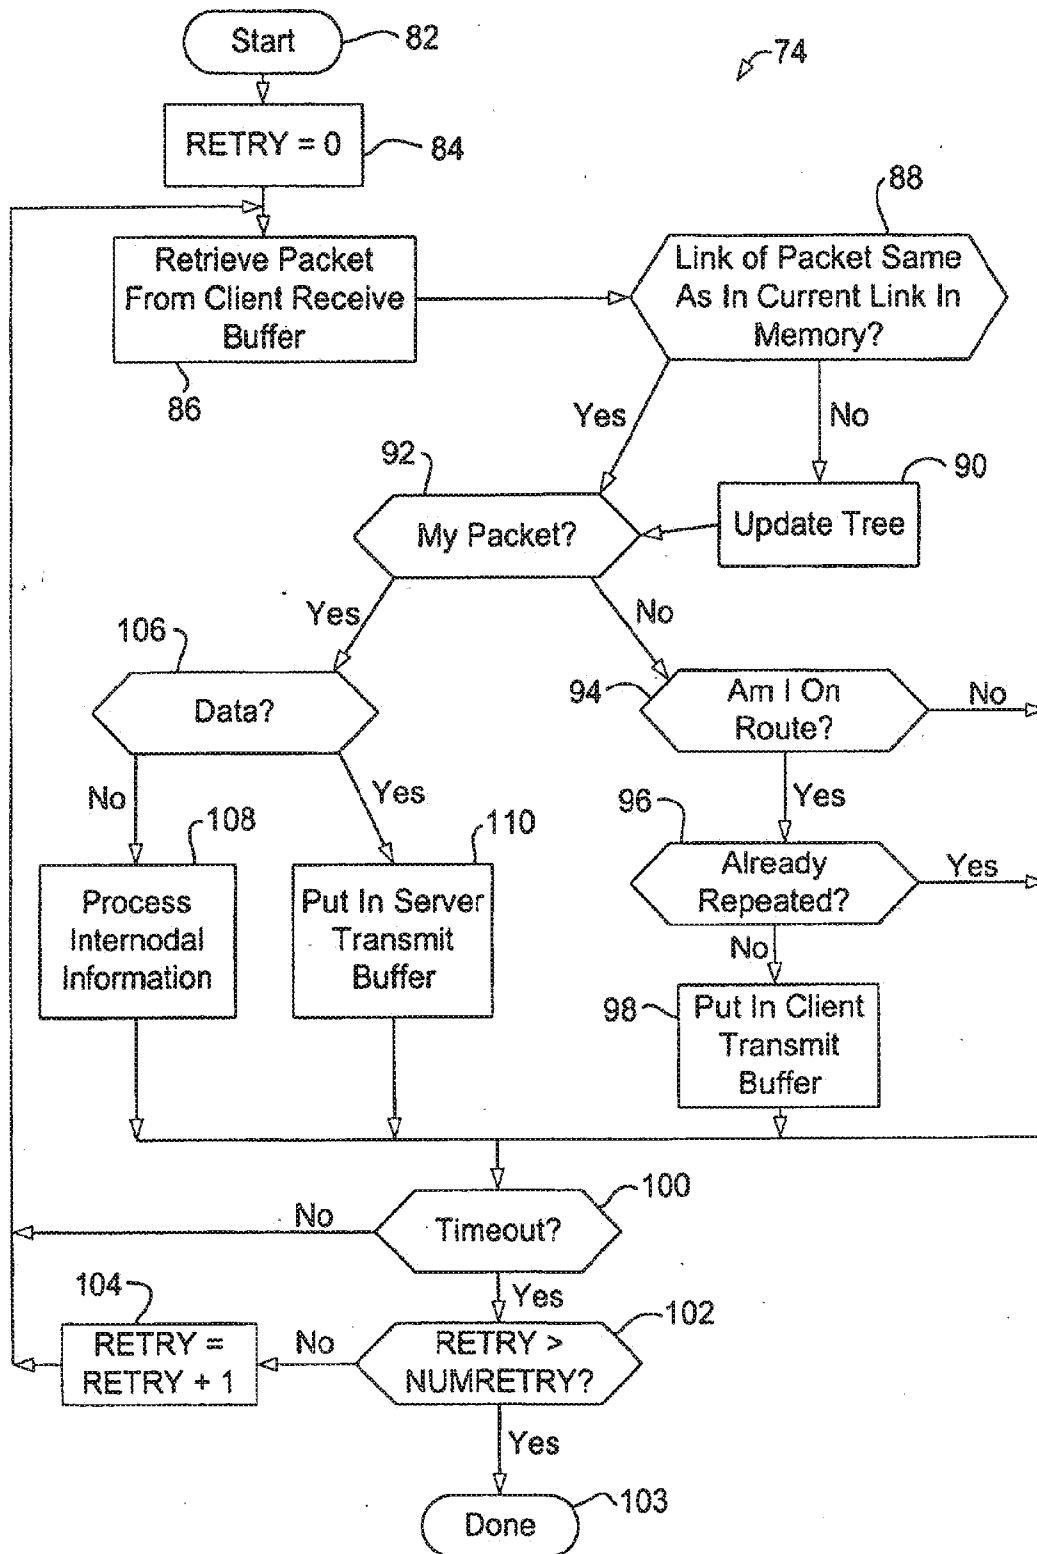 Start
82
74
RETRY = 0
84
88
Retrieve Packet
From Client Receive
Buffer
86
Link of Packet Same
As In Current Link In
Memory?
Yes
No
92
90
My Packet?
Update Tree
Yes
No
106
94
Data?
Am I On
Route?
No
No
Yes
Yes
108
110
96
Already
Repeated?
Yes
Process
Internodal
Information
Put In Server
Transmit
Buffer
No
98
Put In Client
Transmit
Buffer
100
No
Timeout?
104
Yes
102
RETRY =
RETRY + 1
No
RETRY >
NUMRETRY?
Yes
103
Done